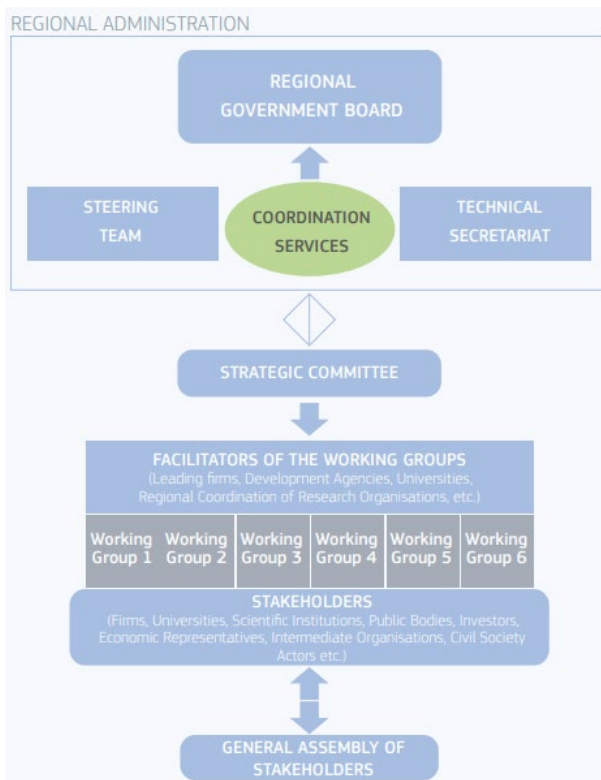 REGIONAL ADMINISTRATION
REGIONAL
GOVERNMENT BOARD
STEERING
TEAM
COORDINATION
SERVICES
TECHNICAL
SECRETARIAT
STRATEGIC COMMITTEE
FACILITATORS OF THE WORKING GROUPS
(Leading firms, Development Agencies, Universities,
Regional Coordination of Research Organisations, etc.)
Working
Group 1
Working
Group 2
Working
Group 3
Working
Group 4
Working
Group 5
Working
Group 6
STAKEHOLDERS
(Firms, Universities, Scientific Institutions, Public Bodies, Investors,
Economic Representatives, Intermediate Organisations, Civil Society
Actors etc.)
GENERAL ASSEMBLY OF
STAKEHOLDERS